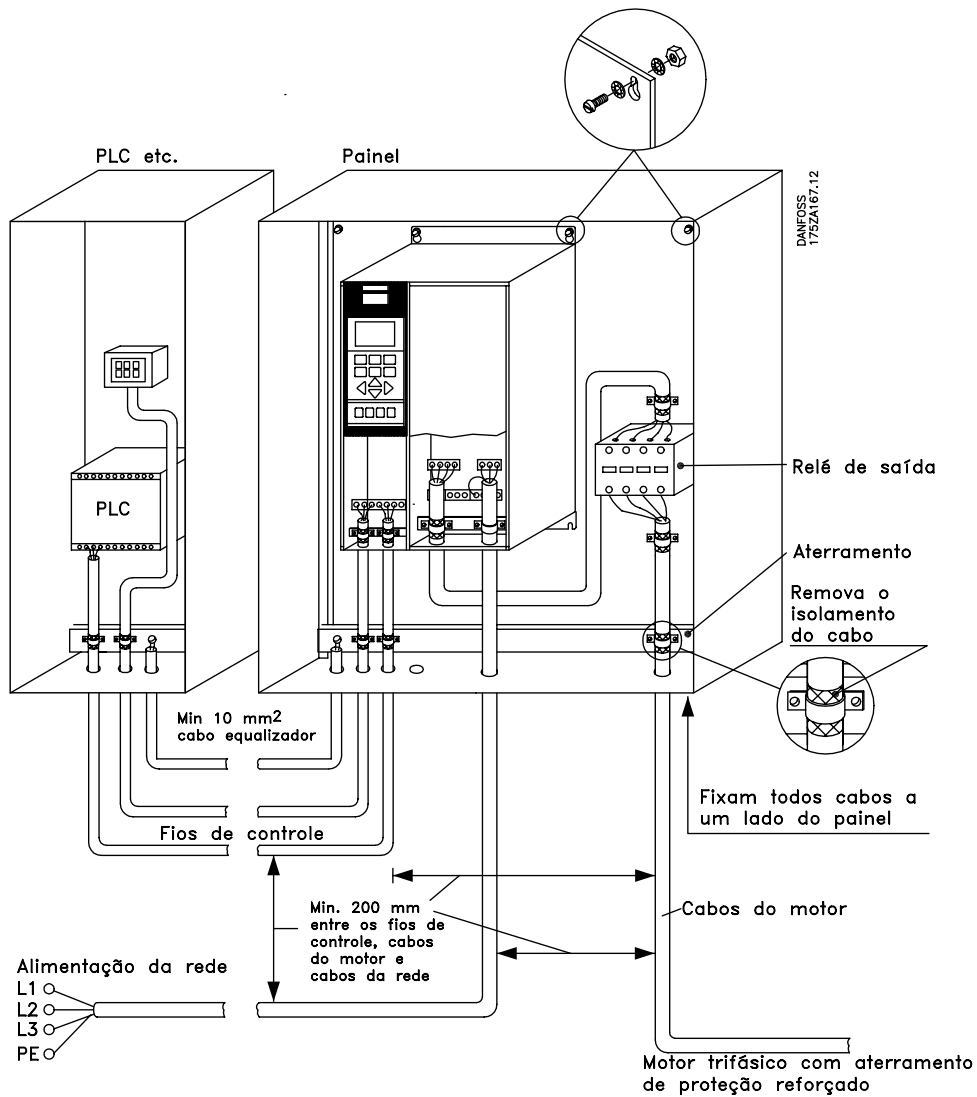 PLC etc.
Painel
DANFOSS
175ZA167.12
PLC
Relé de saída
Aterramento
Remova o
isolamento
do cabo
Min 10 mm2
cabo equalizador
Fios de controle
Fixam todos cabos a
um lado do painel
Min. 200 mm
entre os fios de
controle, cabos
do motor e
cabos da rede
Cabos do motor
Alimentação da rede
L1
L2
L3
PE
Motor trifásico com aterramento
de proteção reforçado